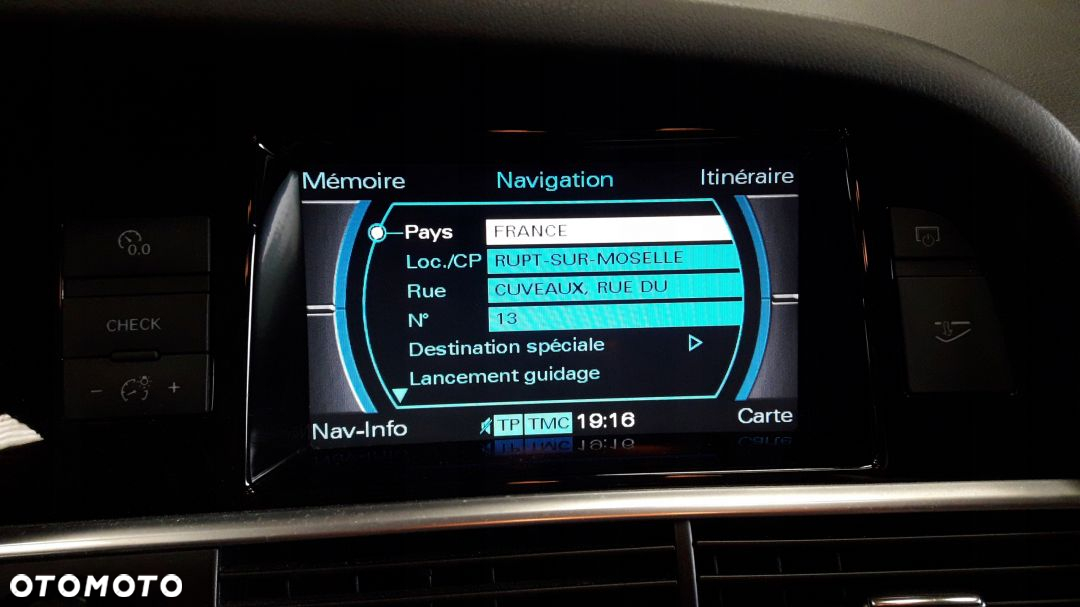 Mémoire Navigation Itinéraire
Pays FRANCE
Loc./CP RUPT-SUR-MOSELLE
Rue CUVEAUX, RUE DU
N° 13
Destination spéciale
Lancement guidage
Nav-Info TP TMC 19:16 Carte
0.0
CHECK
- +
OTOMOTO